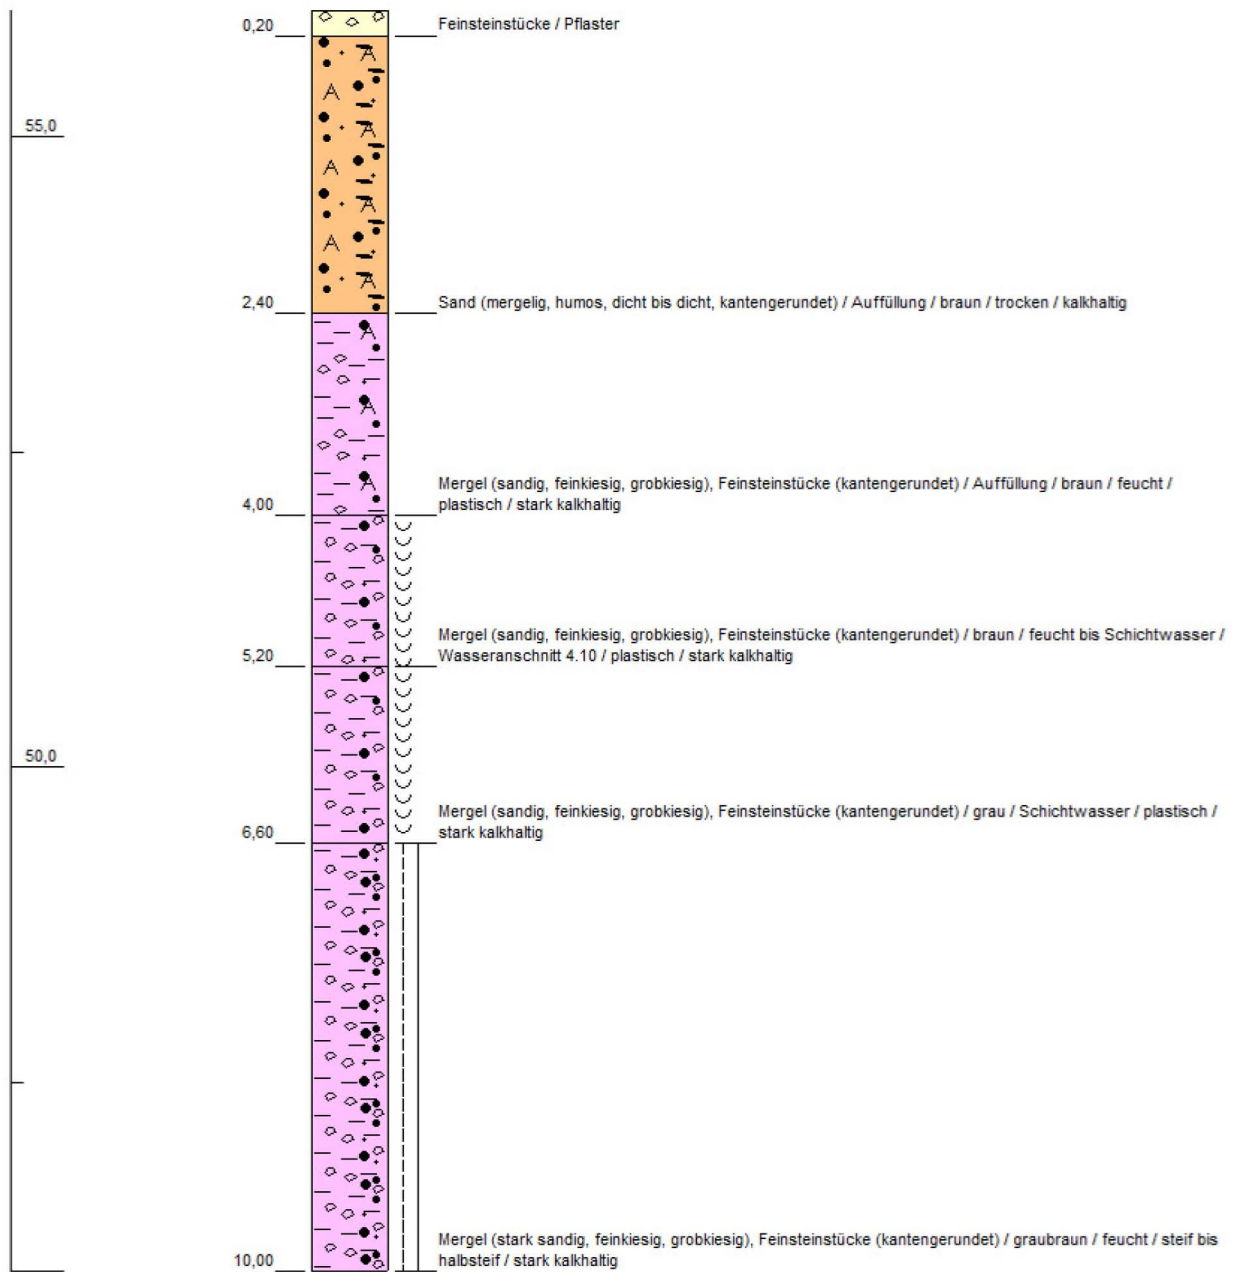 0,20
Feinsteinstücke / Pflaster
55,0
2,40
Sand (mergelig, humos, dicht bis dicht, kantengerundet) / Auffüllung / braun / trocken / kalkhaltig
Mergel (sandig, feinkiesig, grobkiesig), Feinsteinstücke (kantengerundet) / Auffüllung / braun / feucht /
4,00
plastisch / stark kalkhaltig
Mergel (sandig, feinkiesig, grobkiesig), Feinsteinstücke (kantengerundet) / braun / feucht bis Schichtwasser /
5,20
Wasseranschnitt 4.10 / plastisch / stark kalkhaltig
50,0
Mergel (sandig, feinkiesig, grobkiesig), Feinsteinstücke (kantengerundet) / grau / Schichtwasser / plastisch /
6,60
stark kalkhaltig
Mergel (stark sandig, feinkiesig, grobkiesig), Feinsteinstücke (kantengerundet) / graubraun / feucht / steif bis
10,00
halbsteif / stark kalkhaltig